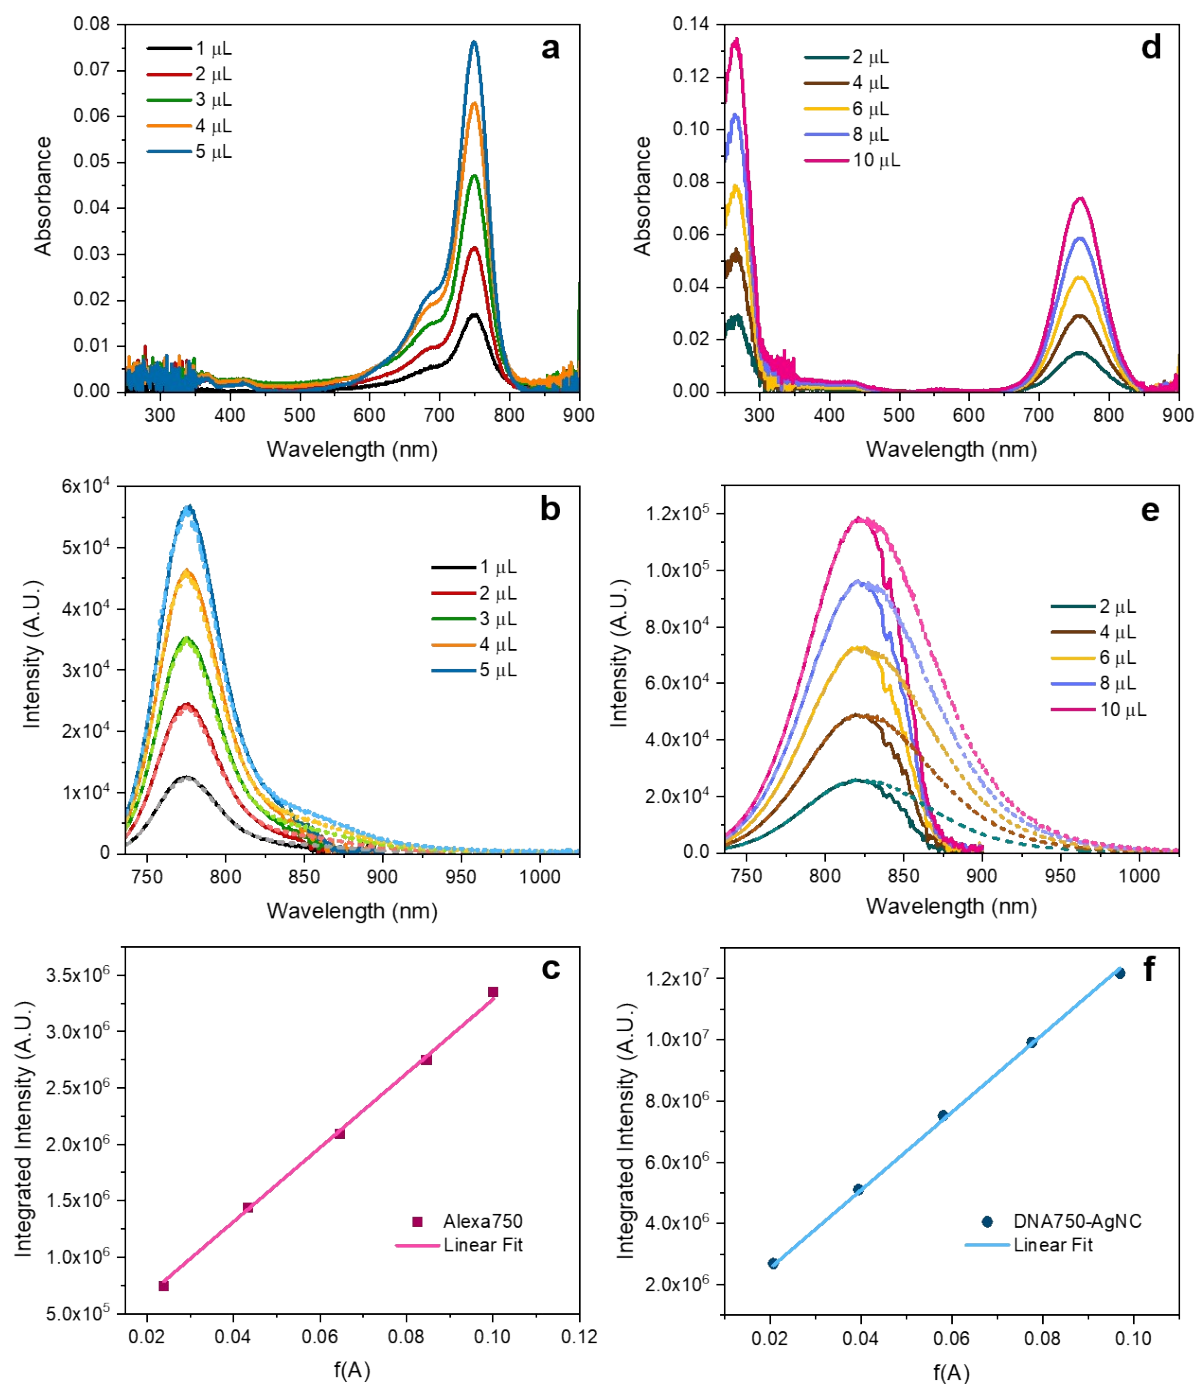 a
0.08
0.07
0.06
0.05
0.04
0.03
0.02
0.01
0.00
Absorbance
1 μL
2 μL
3 μL
4 μL
5 μL
300 400 500 600 700 800 900
Wavelength (nm)
d
0.14
0.12
0.10
0.08
0.06
0.04
0.02
0.00
Absorbance
2 μL
4 μL
6 μL
8 μL
10 μL
300 400 500 600 700 800 900
Wavelength (nm)
b
6x10⁴
5x10⁴
4x10⁴
3x10⁴
2x10⁴
1x10⁴
0
Intensity (A.U.)
1 μL
2 μL
3 μL
4 μL
5 μL
750 800 850 900 950 1000
Wavelength (nm)
e
1.2x10⁵
1.0x10⁵
8.0x10⁴
6.0x10⁴
4.0x10⁴
2.0x10⁴
0.0
Intensity (A.U.)
2 μL
4 μL
6 μL
8 μL
10 μL
750 800 850 900 950 1000
Wavelength (nm)
c
3.5x10⁶
3.0x10⁶
2.5x10⁶
2.0x10⁶
1.5x10⁶
1.0x10⁶
5.0x10⁵
Integrated Intensity (A.U.)
Alexa750
Linear Fit
0.02 0.04 0.06 0.08 0.10 0.12
f(A)
f
1.2x10⁷
1.0x10⁷
8.0x10⁶
6.0x10⁶
4.0x10⁶
2.0x10⁶
Integrated Intensity (A.U.)
DNA750-AgNC
Linear Fit
0.02 0.04 0.06 0.08 0.10
f(A)